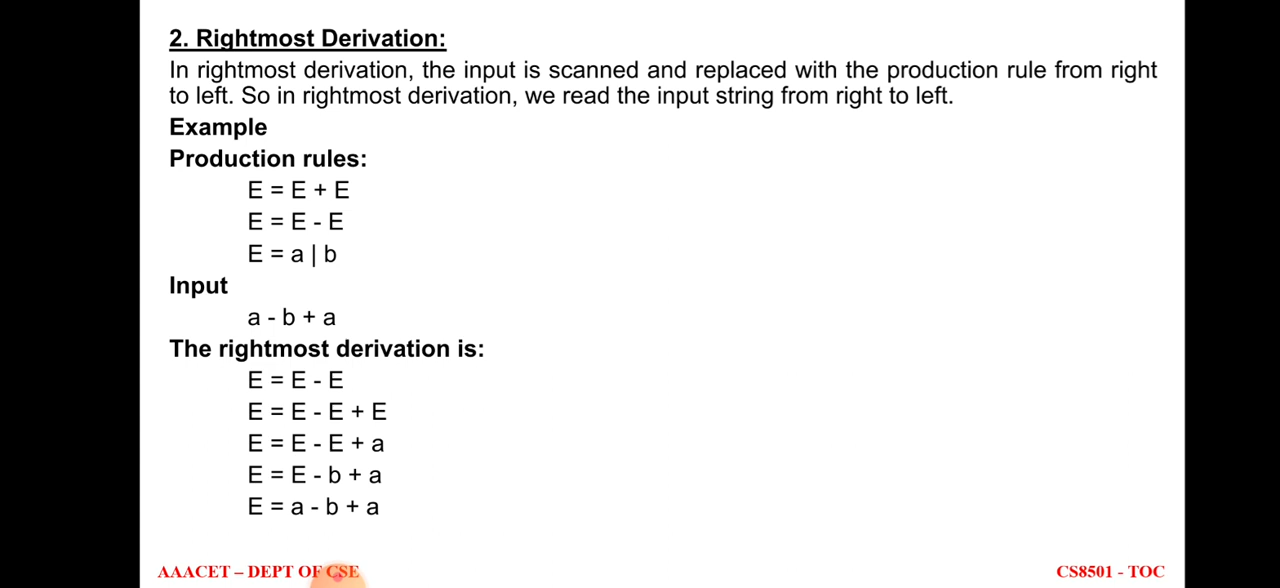 2. Rightmost Derivation:
In rightmost derivation, the input is scanned and replaced with the production rule from right
to left. So in rightmost derivation, we read the input string from right to left.
Example
Production rules:
E = E + E
E = E - E
E = a | b
Input
a - b + a
The rightmost derivation is:
E = E - E
E = E - E + E
E = E - E + a
E = E - b + a
E = a - b + a
AAACET – DEPT OF CSE
CS8501 - TOC